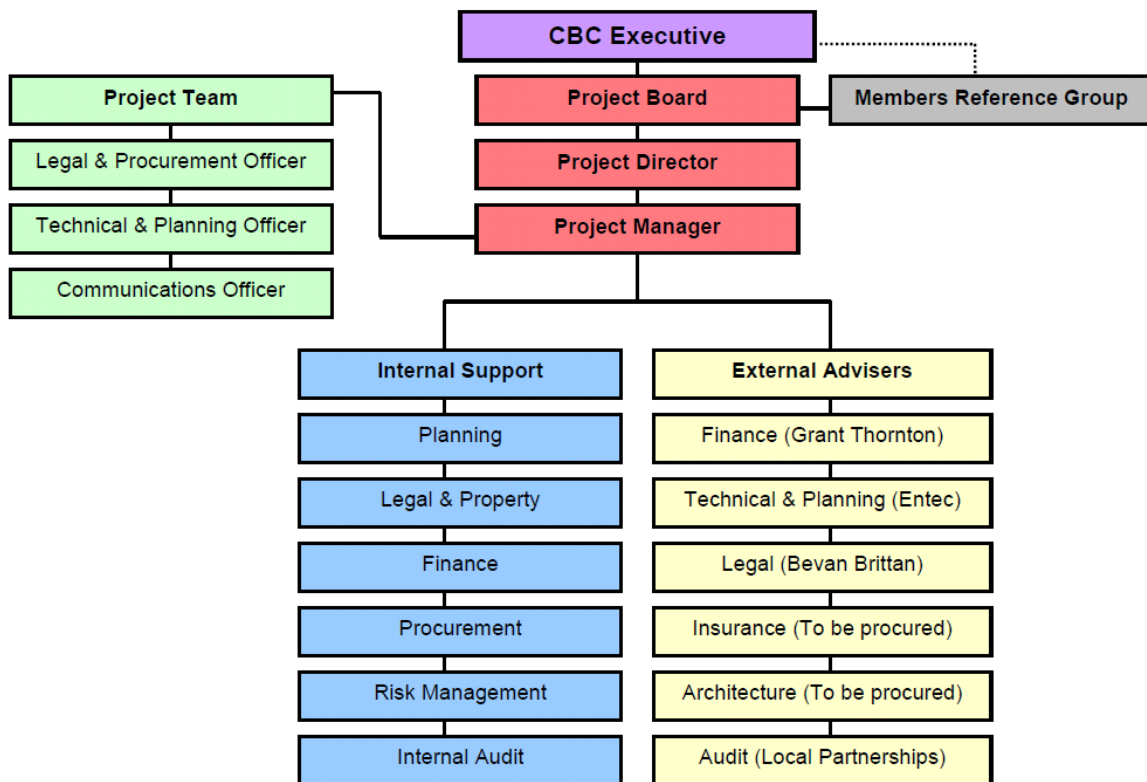 CBC Executive
Project Team
Project Board
Members Reference Group
Legal & Procurement Officer
Project Director
Technical & Planning Officer
Project Manager
Communications Officer
Internal Support
External Advisers
Planning
Finance (Grant Thornton)
Legal & Property
Technical & Planning (Entec)
Finance
Legal (Bevan Brittan)
Procurement
Insurance (To be procured)
Risk Management
Architecture (To be procured)
Internal Audit
Audit (Local Partnerships)